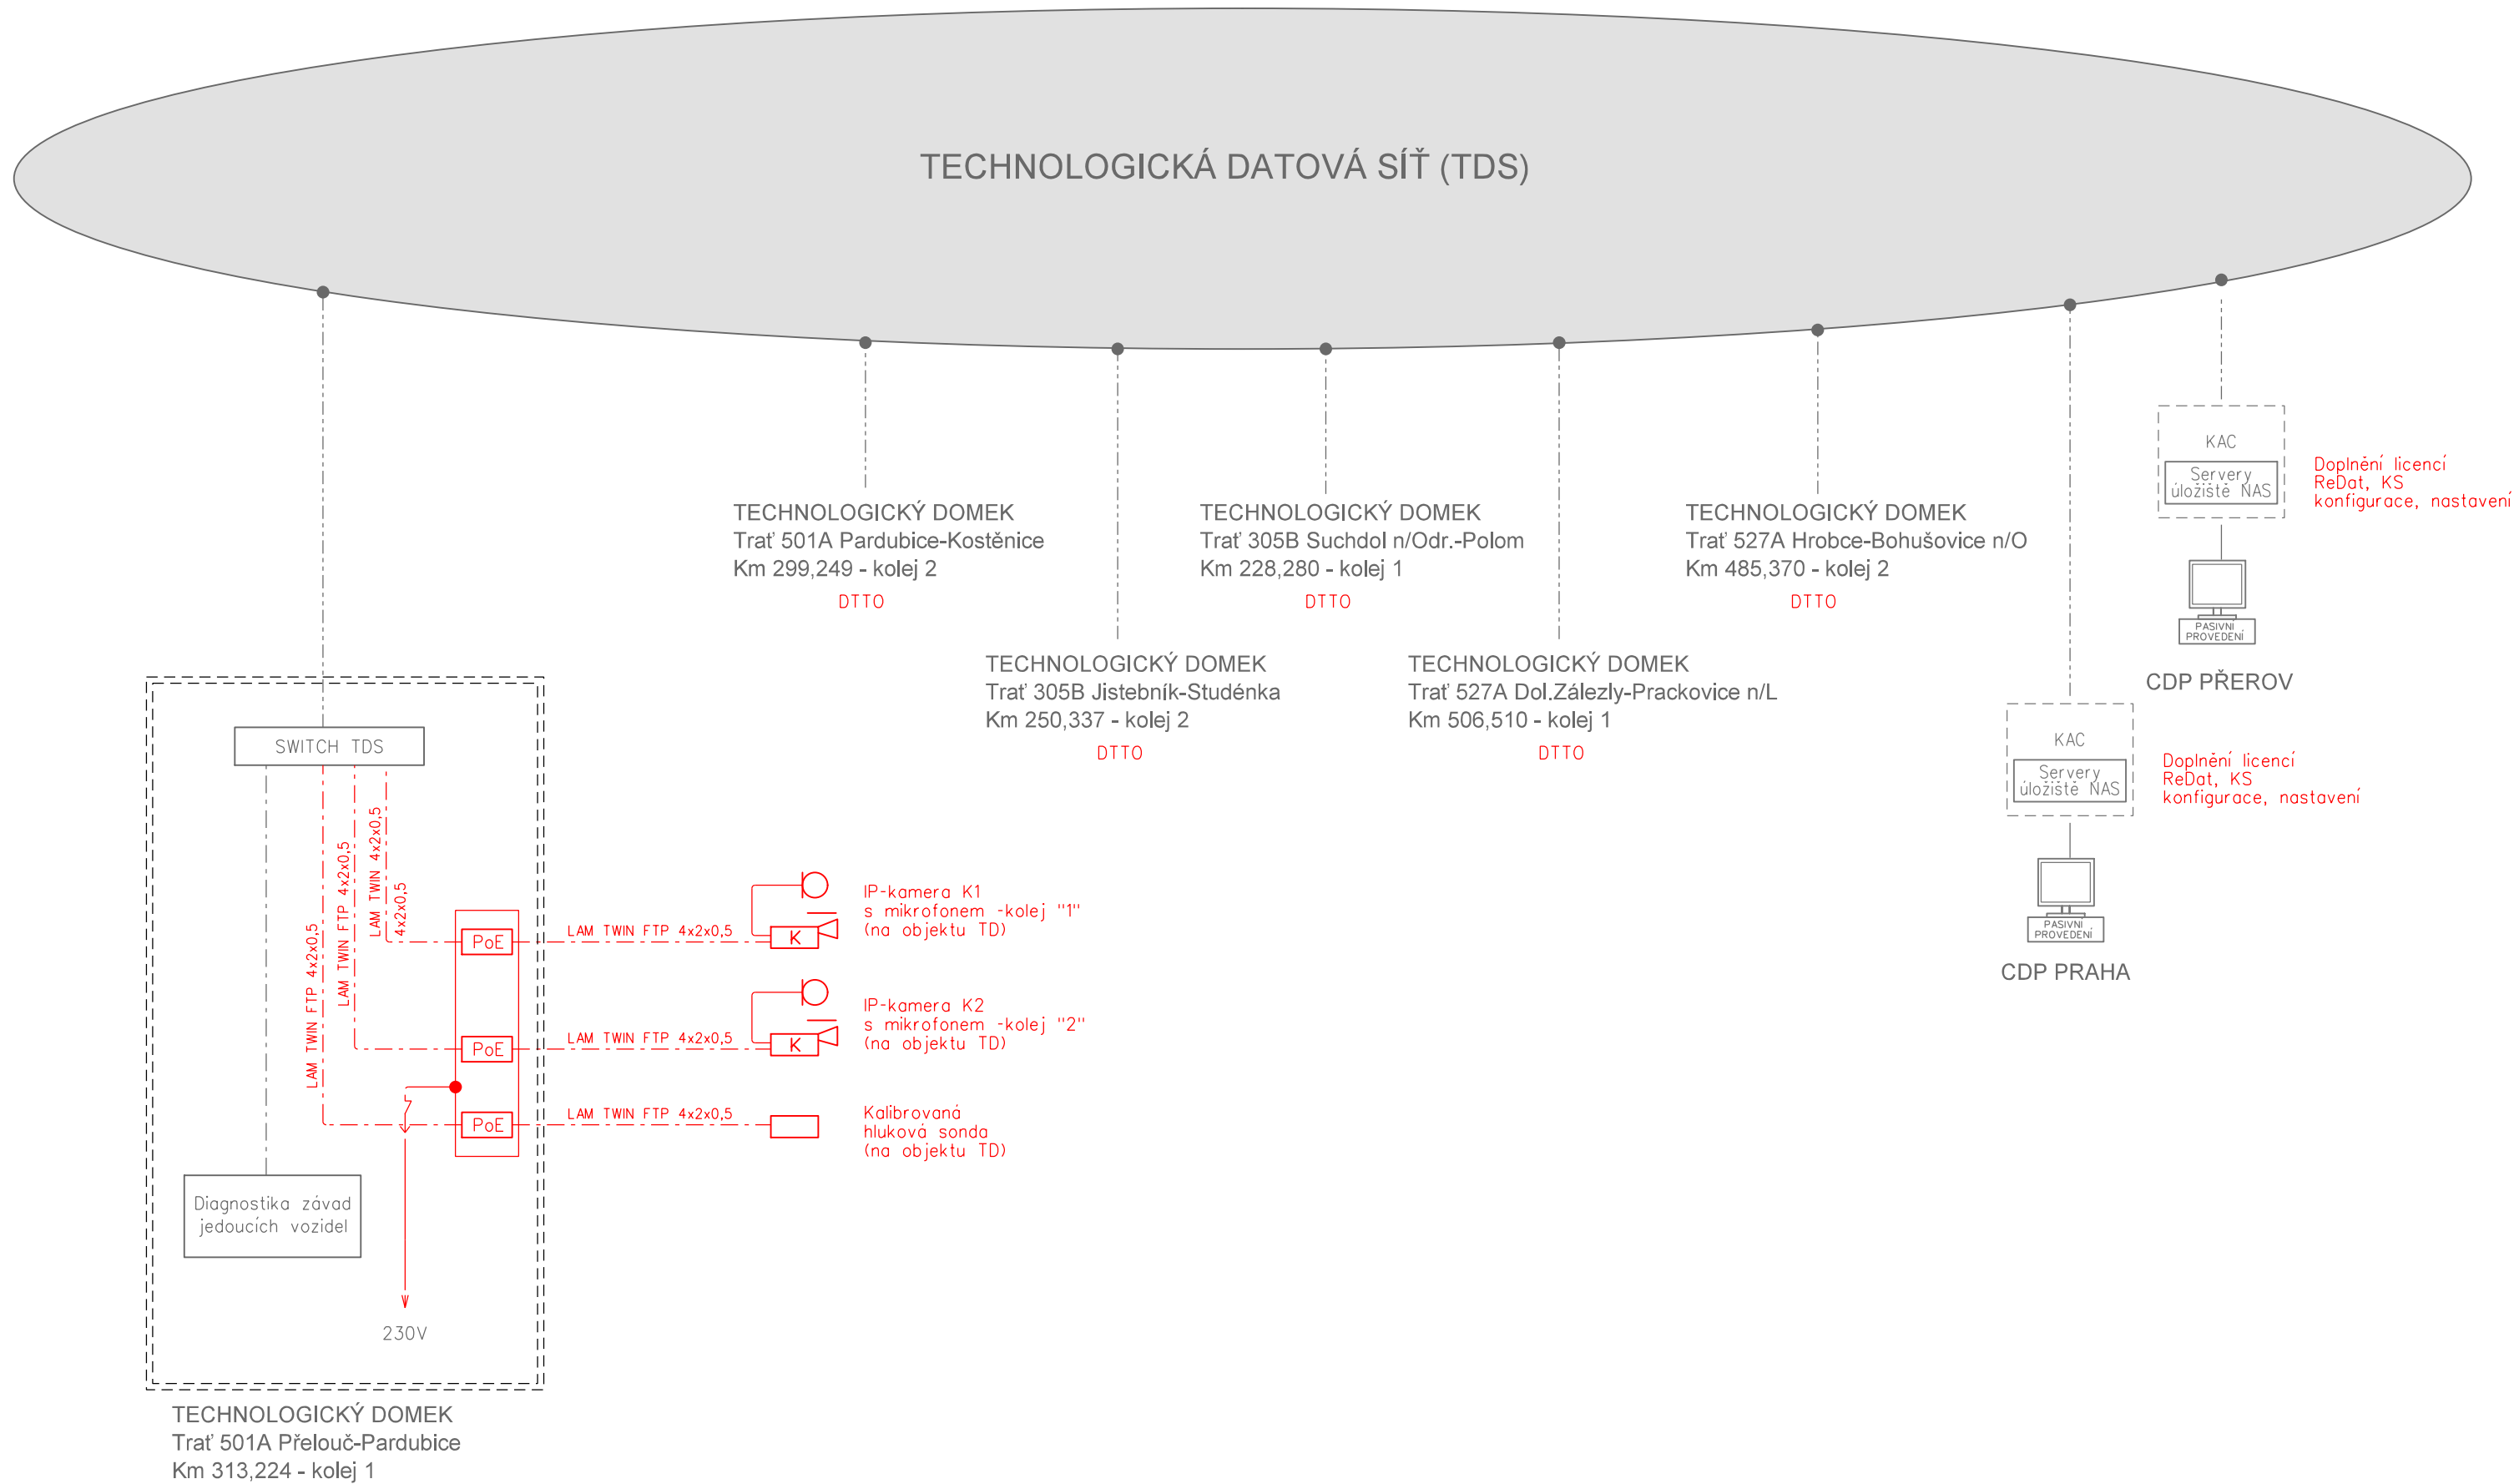 TECHNOLOGICKÁ DATOVÁ SÍŤ (TDS)
KAC
Servery
úložiště NAS
Doplnění licencí
ReDat, KS
konfigurace, nastavení
PASIVNÍ
PROVEDENÍ
CDP PŘEROV
TECHNOLOGICKÝ DOMEK
Trať 501A Pardubice-Kostěnice
Km 299,249 - kolej 2
DTTO
TECHNOLOGICKÝ DOMEK
Trať 305B Suchdol n/Odr.-Polom
Km 228,280 - kolej 1
DTTO
TECHNOLOGICKÝ DOMEK
Trať 527A Hrobce-Bohušovice n/O
Km 485,370 - kolej 2
DTTO
TECHNOLOGICKÝ DOMEK
Trať 305B Jistebník-Studénka
Km 250,337 - kolej 2
DTTO
TECHNOLOGICKÝ DOMEK
Trať 527A Dol.Zálezly-Prackovice n/L
Km 506,510 - kolej 1
DTTO
KAC
Servery
úložiště NAS
Doplnění licencí
ReDat, KS
konfigurace, nastavení
PASIVNÍ
PROVEDENÍ
CDP PRAHA
SWITCH TDS
LAM TWIN FTP 4x2x0,5
LAM TWIN FTP 4x2x0,5
LAM TWIN 4x2x0,5
4x2x0,5
PoE
LAM TWIN FTP 4x2x0,5
K
IP-kamera K1
s mikrofonem -kolej "1"
(na objektu TD)
PoE
LAM TWIN FTP 4x2x0,5
K
IP-kamera K2
s mikrofonem -kolej "2"
(na objektu TD)
PoE
LAM TWIN FTP 4x2x0,5
Kalibrovaná
hluková sonda
(na objektu TD)
Diagnostika závad
jedoucích vozidel
230V
TECHNOLOGICKÝ DOMEK
Trať 501A Přelouč-Pardubice
Km 313,224 - kolej 1